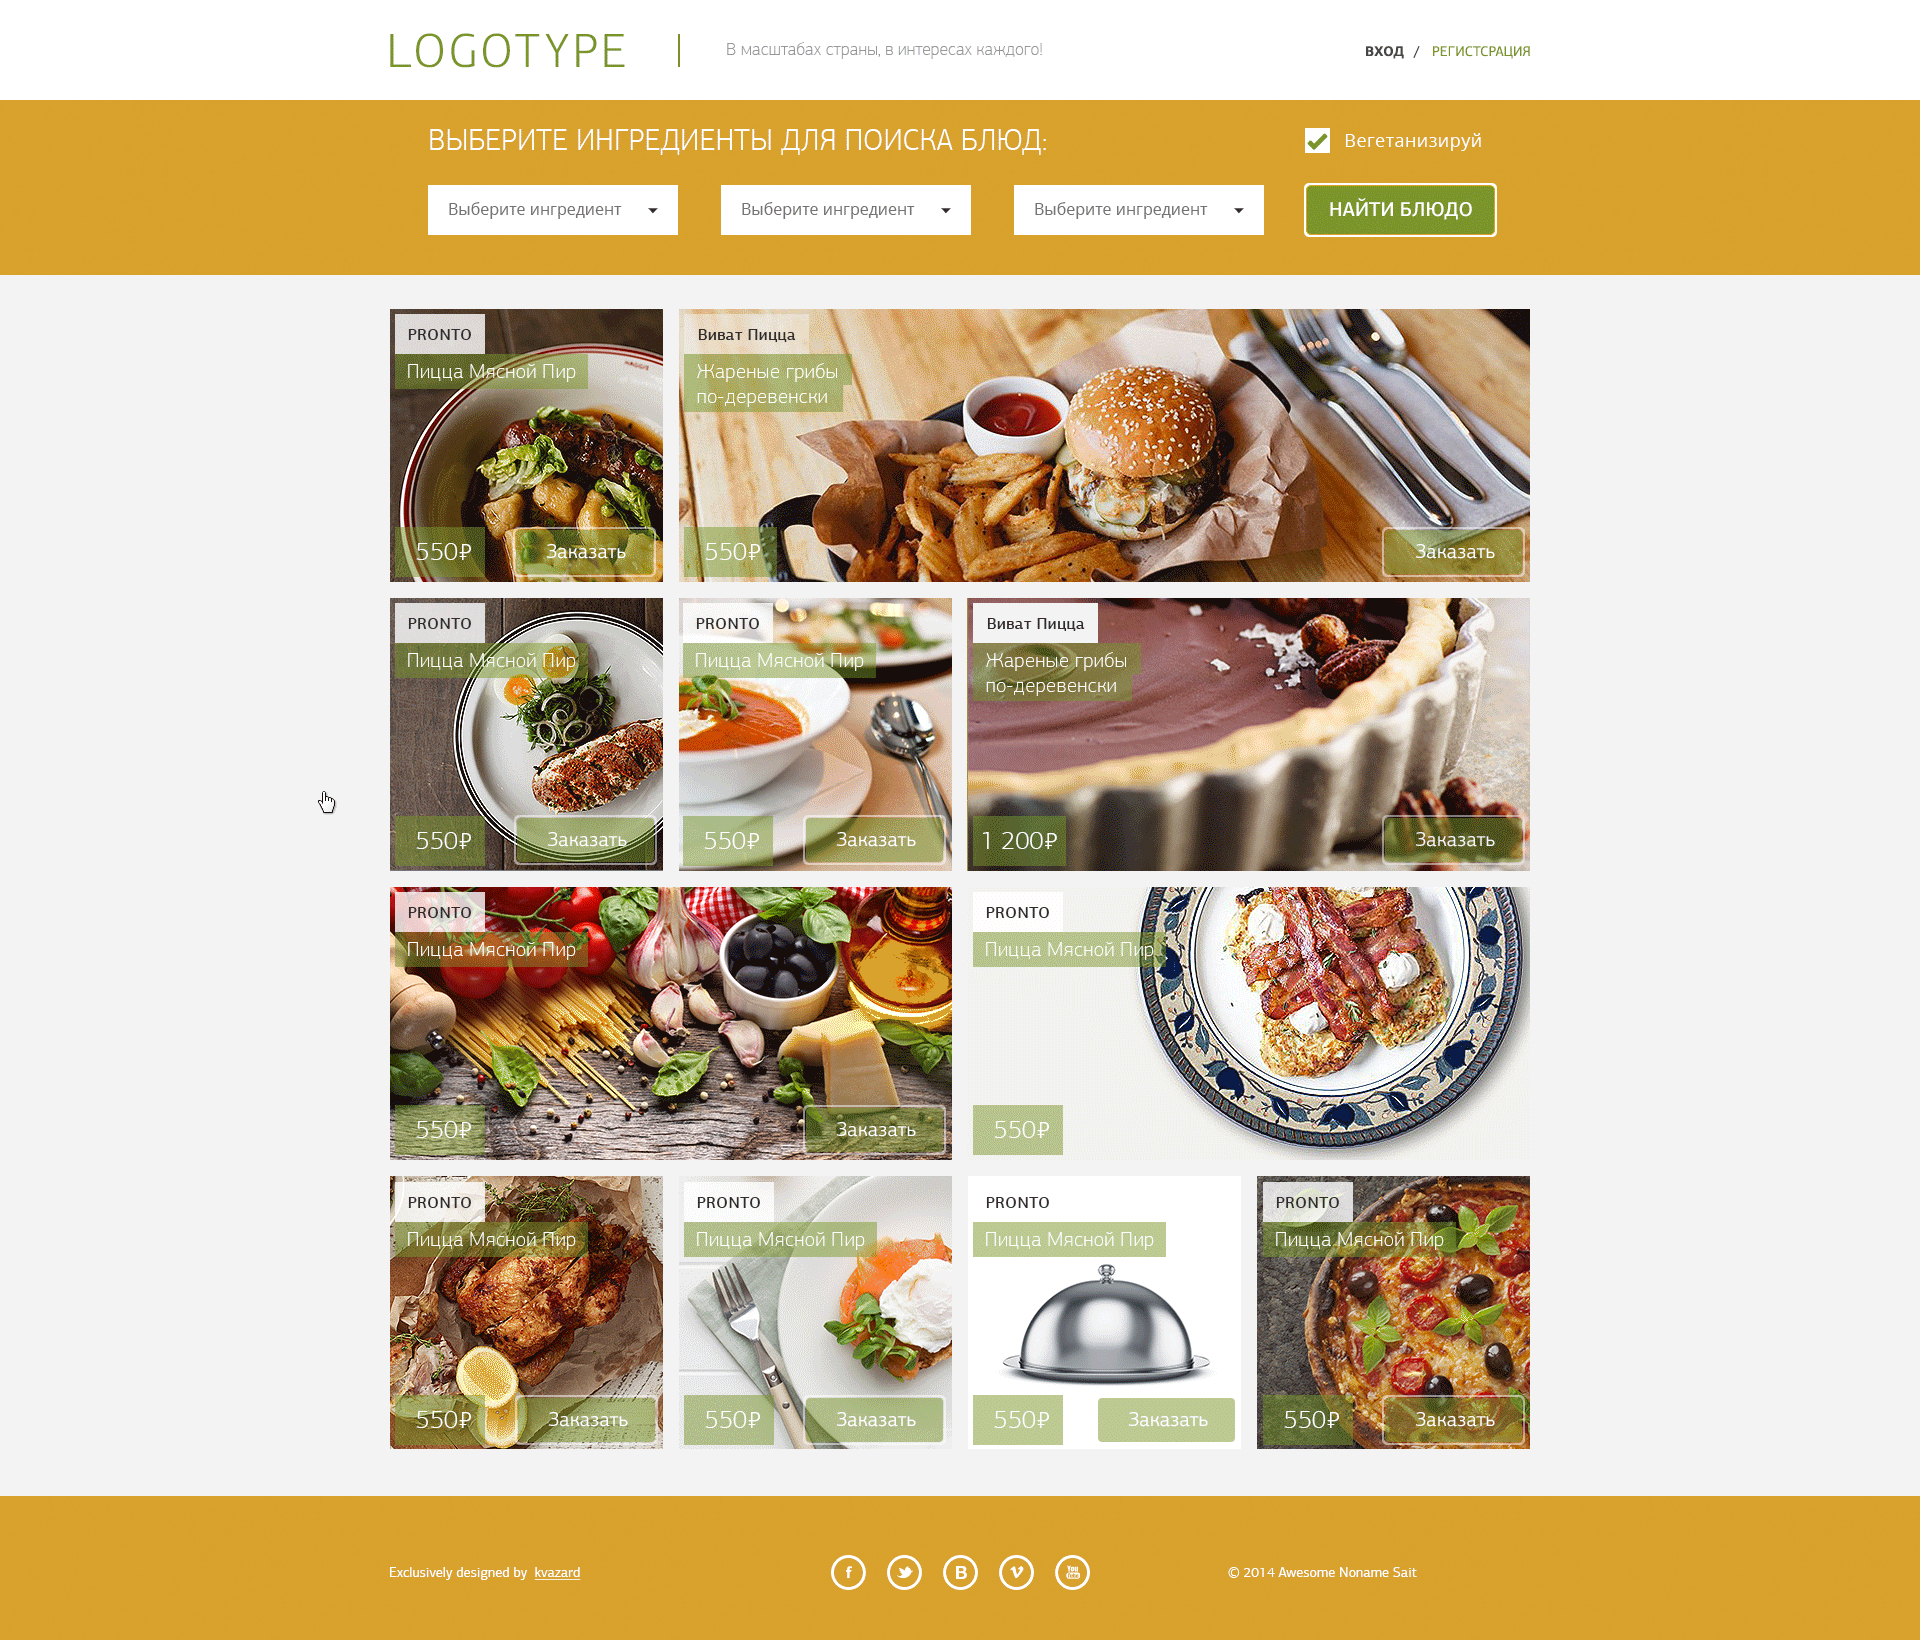 LOGOTYPE
В масштабах страны, в интересах каждого!
ВХОД / РЕГИСТСРАЦИЯ
ВЫБЕРИТЕ ИНГРЕДИЕНТЫ ДЛЯ ПОИСКА БЛЮД:
Вегетанизируй
Выберите ингредиент
Выберите ингредиент
Выберите ингредиент
НАЙТИ БЛЮДО
PRONTO
Пицца Мясной Пир
550₽
Заказать
Виват Пицца
Жареные грибы
по-деревенски
550₽
Заказать
PRONTO
Пицца Мясной Пир
550₽
Заказать
PRONTO
Пицца Мясной Пир
550₽
Заказать
Виват Пицца
Жареные грибы
по-деревенски
1 200₽
Заказать
PRONTO
Пицца Мясной Пир
550₽
Заказать
PRONTO
Пицца Мясной Пир
550₽
PRONTO
Пицца Мясной Пир
550₽
Заказать
PRONTO
Пицца Мясной Пир
550₽
Заказать
PRONTO
Пицца Мясной Пир
550₽
Заказать
PRONTO
Пицца Мясной Пир
550₽
Заказать
Exclusively designed by kvazard
f
B
V
You
Tube
© 2014 Awesome Noname Sait